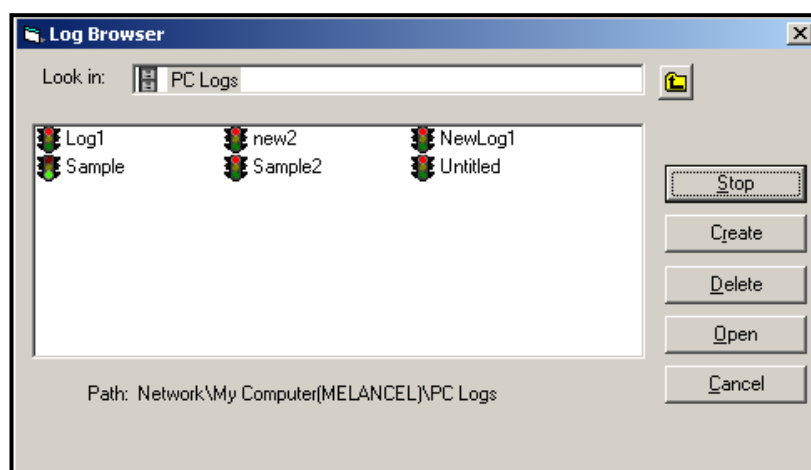 Log Browser
Look in: PC Logs
Log1 new2 NewLog1
Sample Sample2 Untitled
Stop
Create
Delete
Open
Cancel
Path: Network\My Computer(MELANCEL)\PC Logs